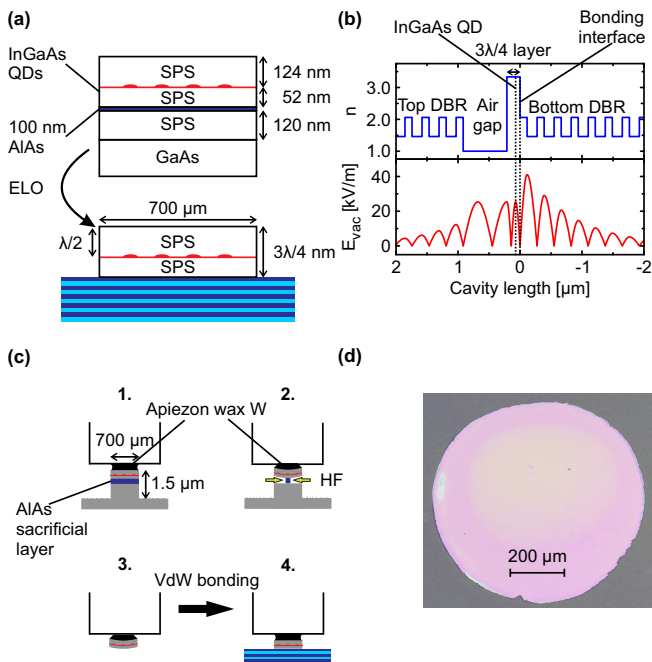 (a)
InGaAs
QDs
SPS
124 nm
SPS
52 nm
100 nm
AlAs
SPS
120 nm
GaAs
ELO
700 µm
λ/2
SPS
3λ/4 nm
SPS
(b)
InGaAs QD
Bonding
interface
3λ/4 layer
n
3.0
2.0
1.0
Top DBR
Air
gap
Bottom DBR
Evac [kV/m]
40
20
0
2 1 0 -1 -2
Cavity length [µm]
(c)
1.
2.
Apiezon wax W
700 µm
1.5 µm
HF
AlAs
sacrificial
layer
3.
VdW bonding
4.
(d)
200 µm